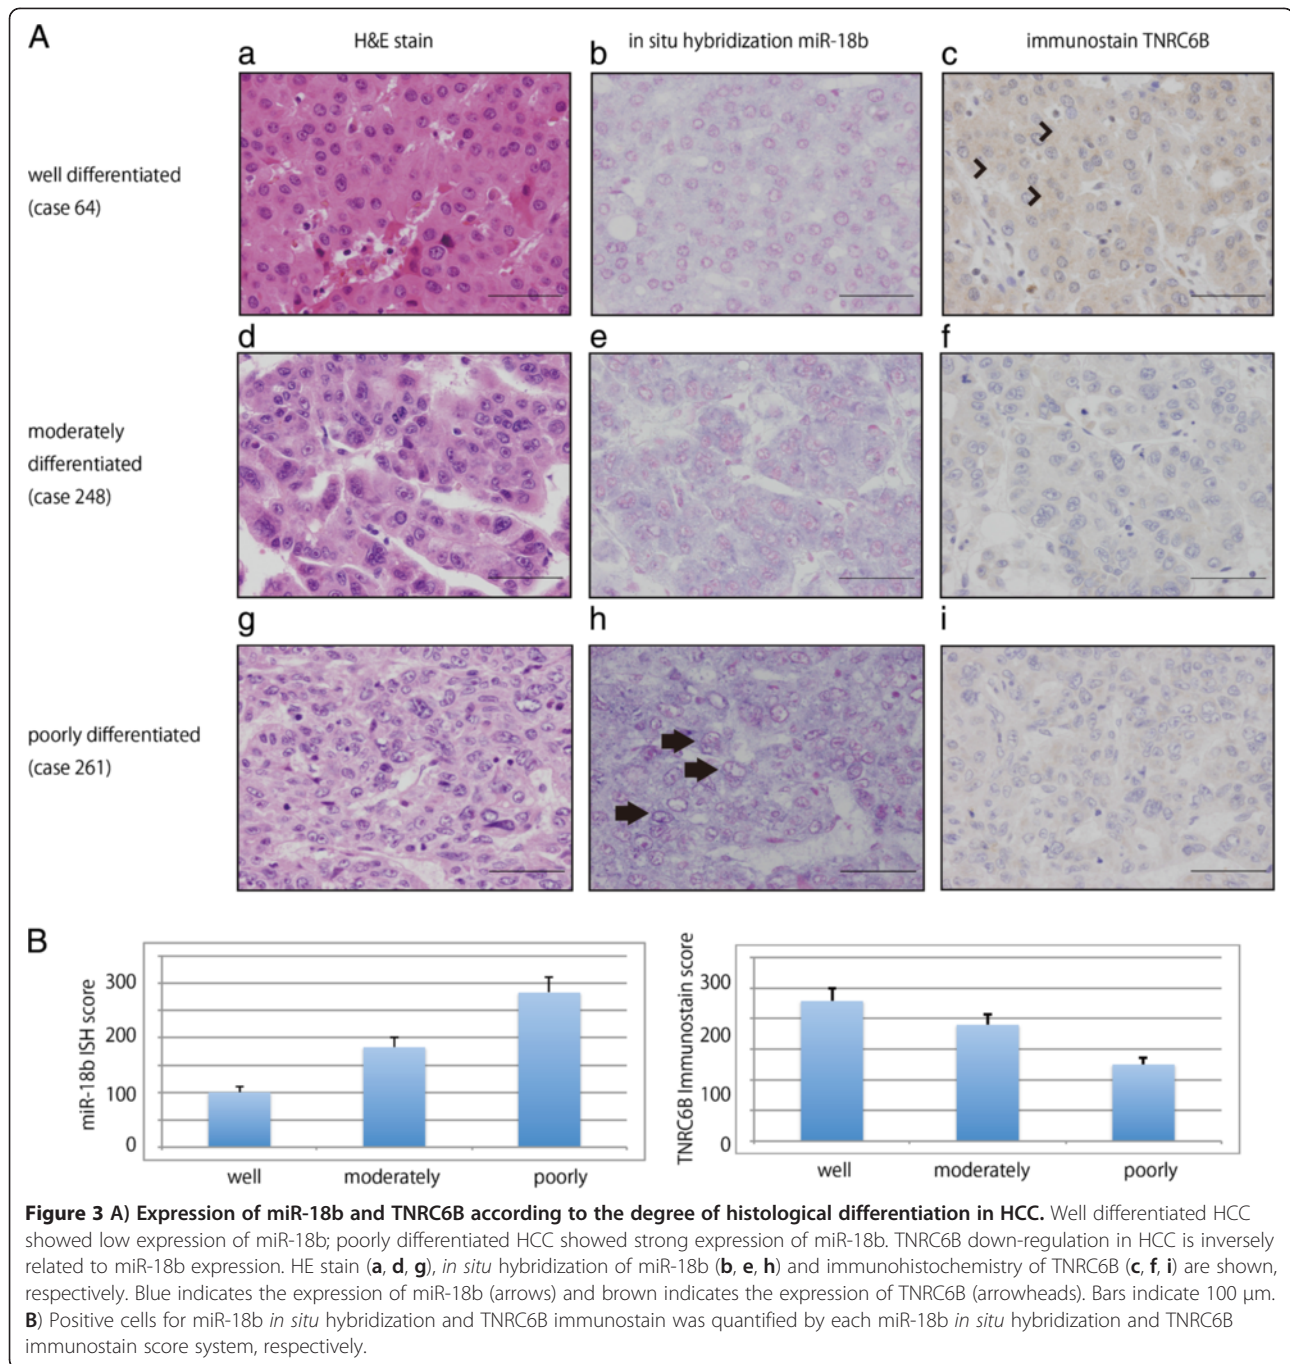 A
H&E stain
in situ hybridization miR-18b
immunostain TNRC6B
a
b
c
well differentiated
(case 64)
d
e
f
moderately
differentiated
(case 248)
g
h
i
poorly differentiated
(case 261)
B
miR-18b ISH score
300
200
100
0
well
moderately
poorly
TNRC6B Immunostain score
300
200
100
0
well
moderately
poorly
Figure 3 A) Expression of miR-18b and TNRC6B according to the degree of histological differentiation in HCC. Well differentiated HCC
showed low expression of miR-18b; poorly differentiated HCC showed strong expression of miR-18b. TNRC6B down-regulation in HCC is inversely
related to miR-18b expression. HE stain (a, d, g), in situ hybridization of miR-18b (b, e, h) and immunohistochemistry of TNRC6B (c, f, i) are shown,
respectively. Blue indicates the expression of miR-18b (arrows) and brown indicates the expression of TNRC6B (arrowheads). Bars indicate 100 μm.
B) Positive cells for miR-18b in situ hybridization and TNRC6B immunostain was quantified by each miR-18b in situ hybridization and TNRC6B
immunostain score system, respectively.